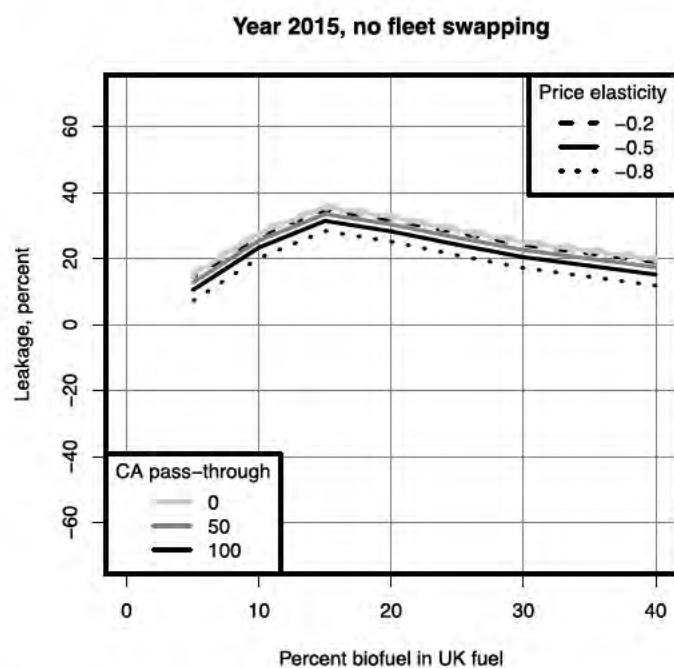 Year 2015, no fleet swapping
Price elasticity
−0.2
−0.5
−0.8
60
40
20
0
−20
−40
−60
Leakage, percent
CA pass−through
0
50
100
0 10 20 30 40
Percent biofuel in UK fuel